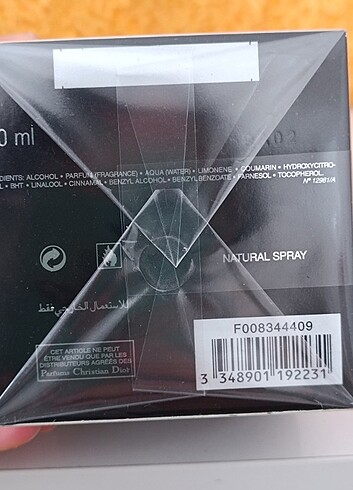 0 ml
DIENTS: ALCOHOL • PARFUM (FRAGRANCE) • AQUA (WATER) • LIMONENE • COUMARIN • HYDROXYCITRO-
L • BHT • LINALOOL • CINNAMAL • BENZYL ALCOHOL • BENZYL BENZOATE • FARNESOL • TOCOPHEROL.
N° 12981/A
NATURAL SPRAY
للاستعمال الخارجي فقط
F008344409
CET ARTICLE NE PEUT
ÊTRE VENDU QUE PAR LES
DISTRIBUTEURS AGRÉÉS DES
Parfums Christian Dior
3 348901 192231